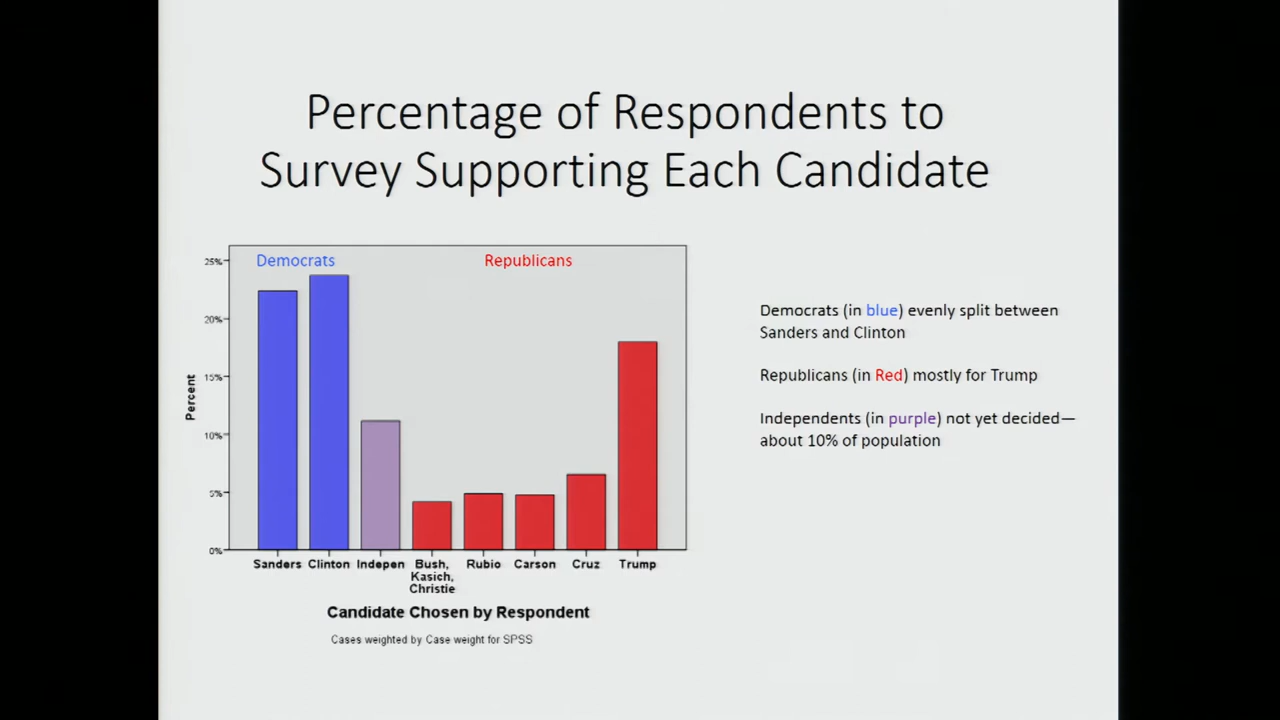 Percentage of Respondents to
Survey Supporting Each Candidate
Democrats
Republicans
25%
20%
15%
10%
5%
0%
Percent
Sanders
Clinton
Indepen
Bush,
Kasich,
Christie
Rubio
Carson
Cruz
Trump
Candidate Chosen by Respondent
Cases weighted by Case weight for SPSS
Democrats (in blue) evenly split between
Sanders and Clinton
Republicans (in Red) mostly for Trump
Independents (in purple) not yet decided—
about 10% of population